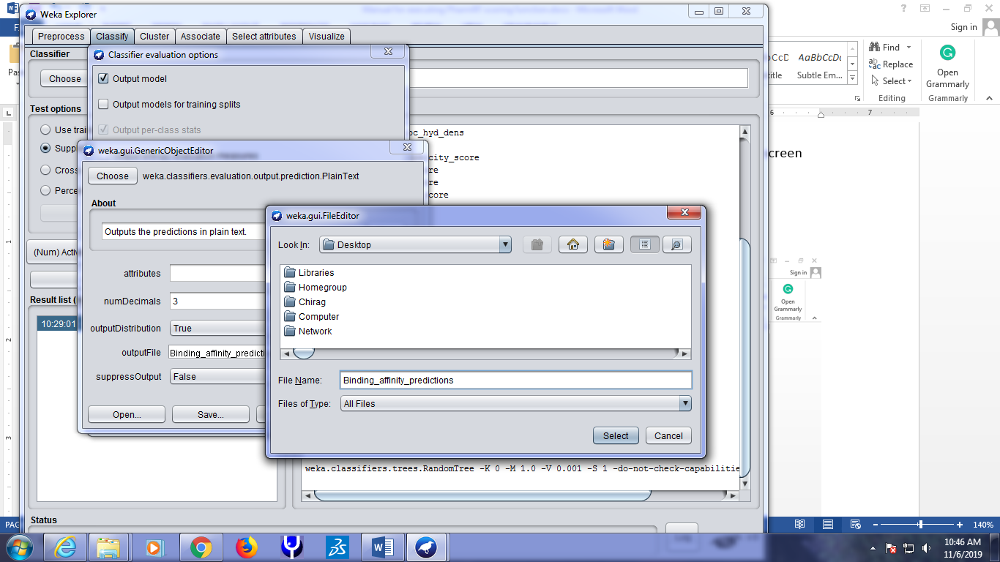 Weka Explorer
Sign in
Preprocess Classify Cluster Associate Select attributes Visualize
Classifier
Choose
Classifier evaluation options
Output model
Output models for training splits
Output per-class stats
Test options
Use trai
Supp
Cross
Perce
(Num) Activ
Result list (
10:29:01
weka.gui.GenericObjectEditor
Choose weka.classifiers.evaluation.output.prediction.PlainText
About
Outputs the predictions in plain text.
attributes
numDecimals 3
outputDistribution True
outputFile Binding_affinity_predicti
suppressOutput False
Open... Save...
oc_hyd_dens
city_score
re
re
core
weka.gui.FileEditor
Look In: Desktop
Libraries
Homegroup
Chirag
Computer
Network
File Name: Binding_affinity_predictions
Files of Type: All Files
Select Cancel
weka.classifiers.trees.RandomTree -K 0 -M 1.0 -V 0.001 -S 1 -do-not-check-capabilitie
Status
Find
Replace
Select
Editing
Open
Grammarly
Grammarly
AaBbCcDc
title Subtle Em...
6 7
creen
Sign in
Open
Grammarly
Grammarly
1
2
3
PAG
140%
10:46 AM
11/6/2019